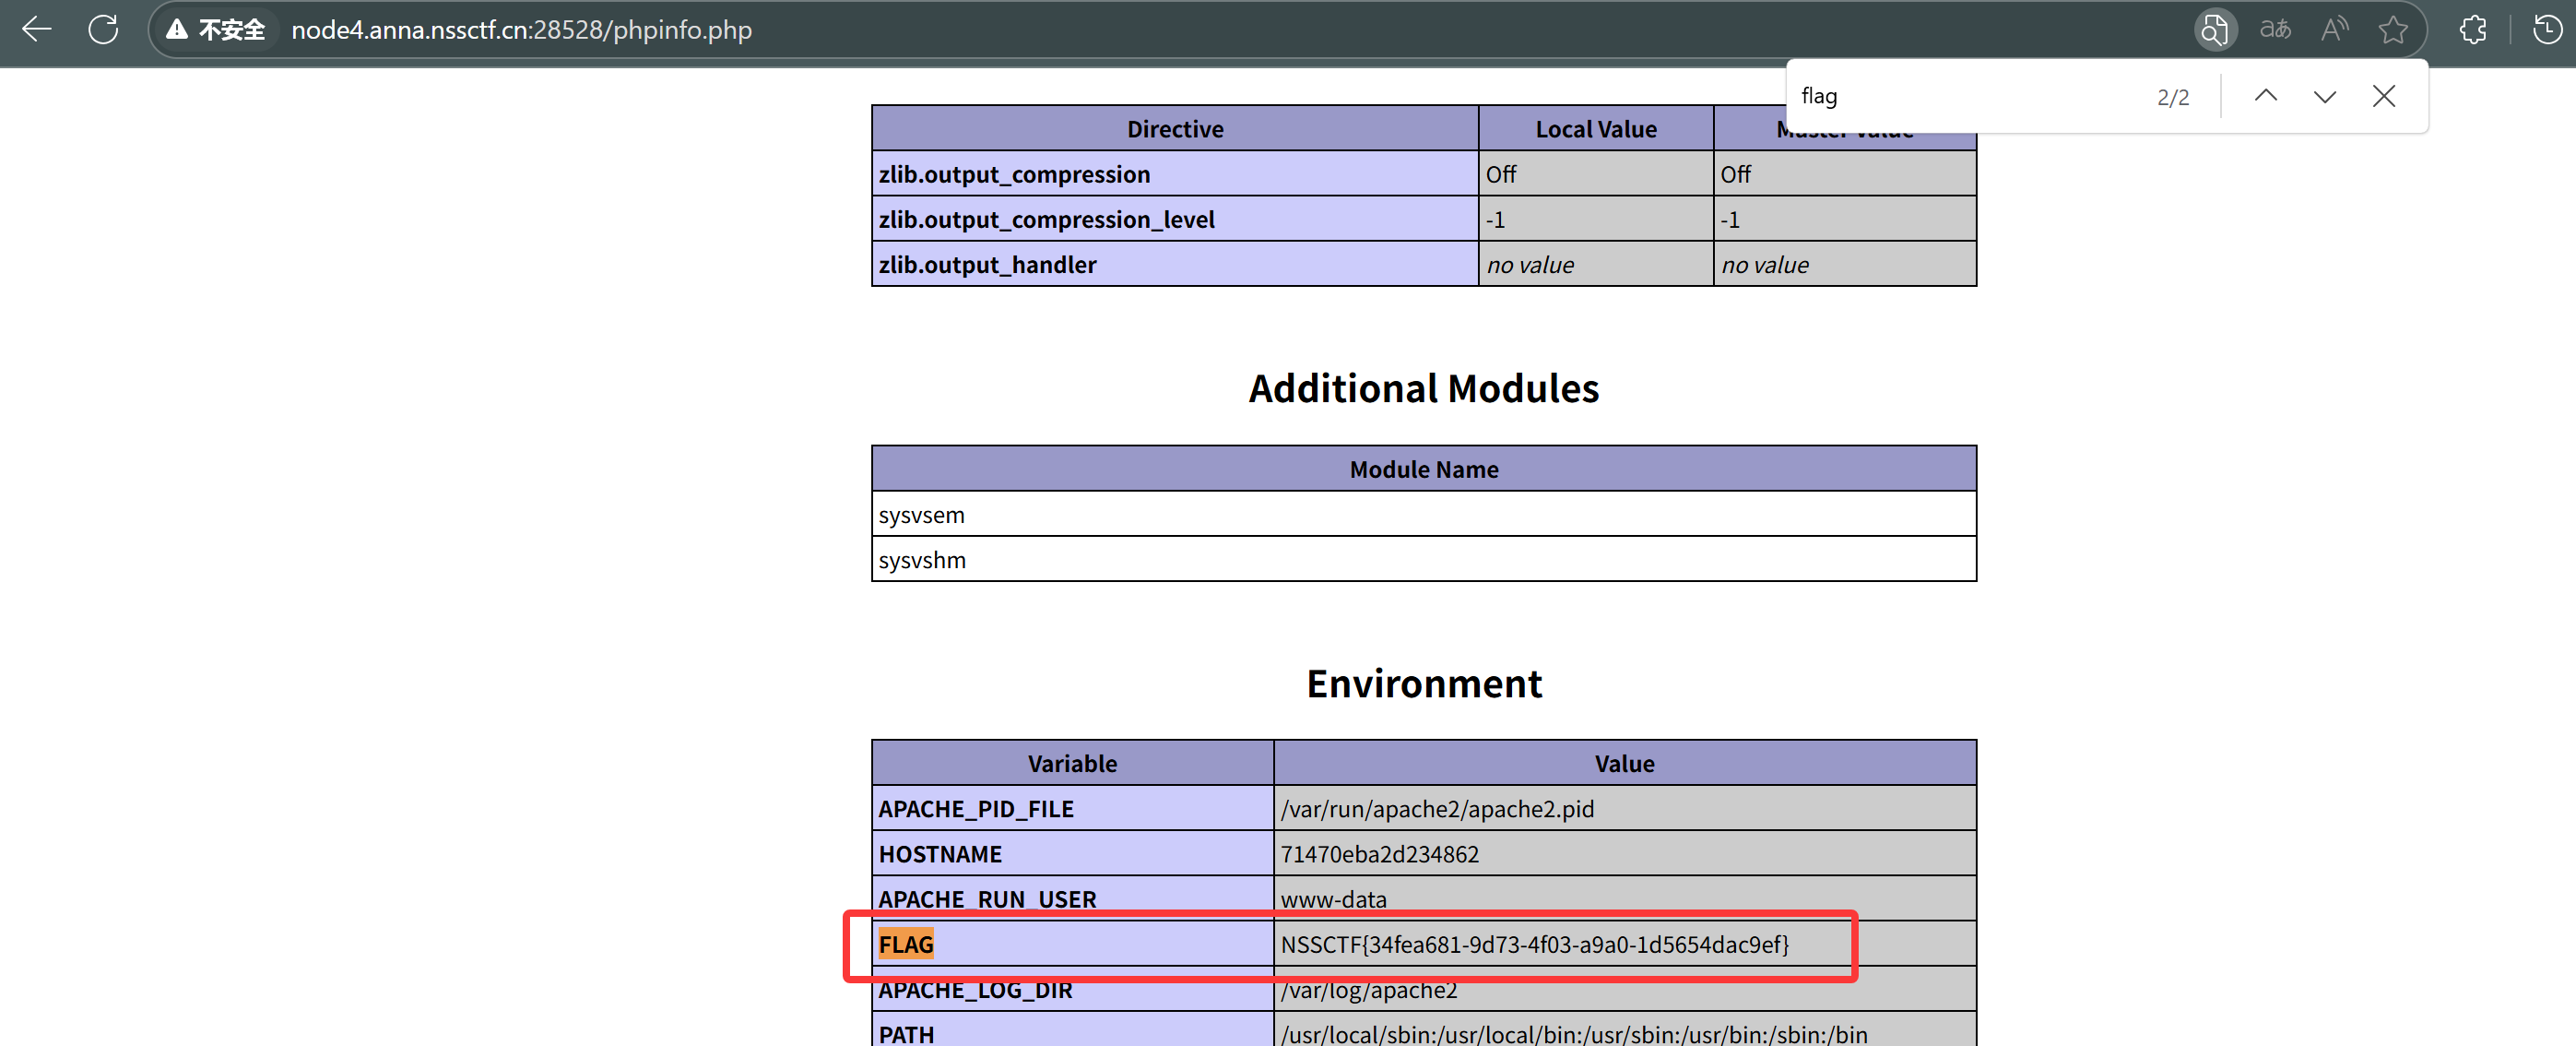 不安全 node4.anna.nssctf.cn:28528/phpinfo.php aあ A
flag 2/2
Directive Local Value Master Value
zlib.output_compression Off Off
zlib.output_compression_level -1 -1
zlib.output_handler no value no value
Additional Modules
Module Name
sysvsem
sysvshm
Environment
Variable Value
APACHE_PID_FILE /var/run/apache2/apache2.pid
HOSTNAME 71470eba2d234862
APACHE_RUN_USER www-data
FLAG NSSCTF{34fea681-9d73-4f03-a9a0-1d5654dac9ef}
APACHE_LOG_DIR /var/log/apache2
PATH /usr/local/sbin:/usr/local/bin:/usr/sbin:/usr/bin:/sbin:/bin